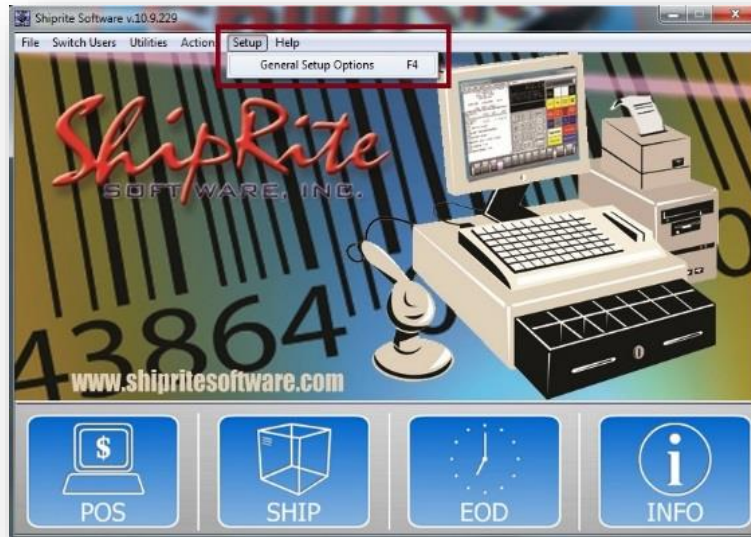 Shiprite Software v.10.9.229
File Switch Users Utilities Action Setup Help
General Setup Options F4
ShipRite
SOFTWARE, INC.
43864
www.shipritesoftware.com
$
POS SHIP EOD INFO